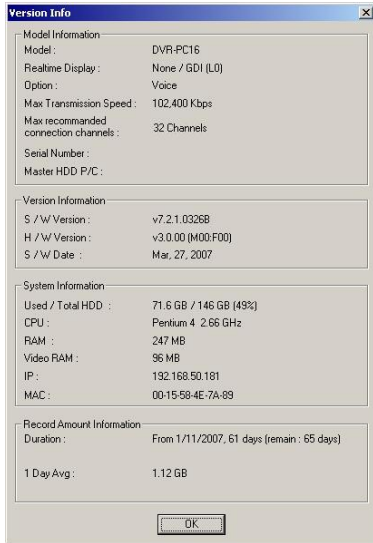 Version Info
Model Information
Model : DVR-PC16
Realtime Display : None / GDI (L0)
Option : Voice
Max Transmission Speed : 102,400 Kbps
Max recommanded
connection channels : 32 Channels
Serial Number :
Master HDD P/C :
Version Information
S / W Version : v7.2.1.0326B
H / W Version : v3.0.00 (M00:F00)
S / W Date : Mar, 27, 2007
System Information
Used / Total HDD : 71.6 GB / 146 GB (49%)
CPU : Pentium 4 2.66 GHz
RAM : 247 MB
Video RAM : 96 MB
IP : 192.168.50.181
MAC : 00-15-58-4E-7A-89
Record Amount Information
Duration : From 1/11/2007, 61 days (remain : 65 days)
1 Day Avg : 1.12 GB
OK